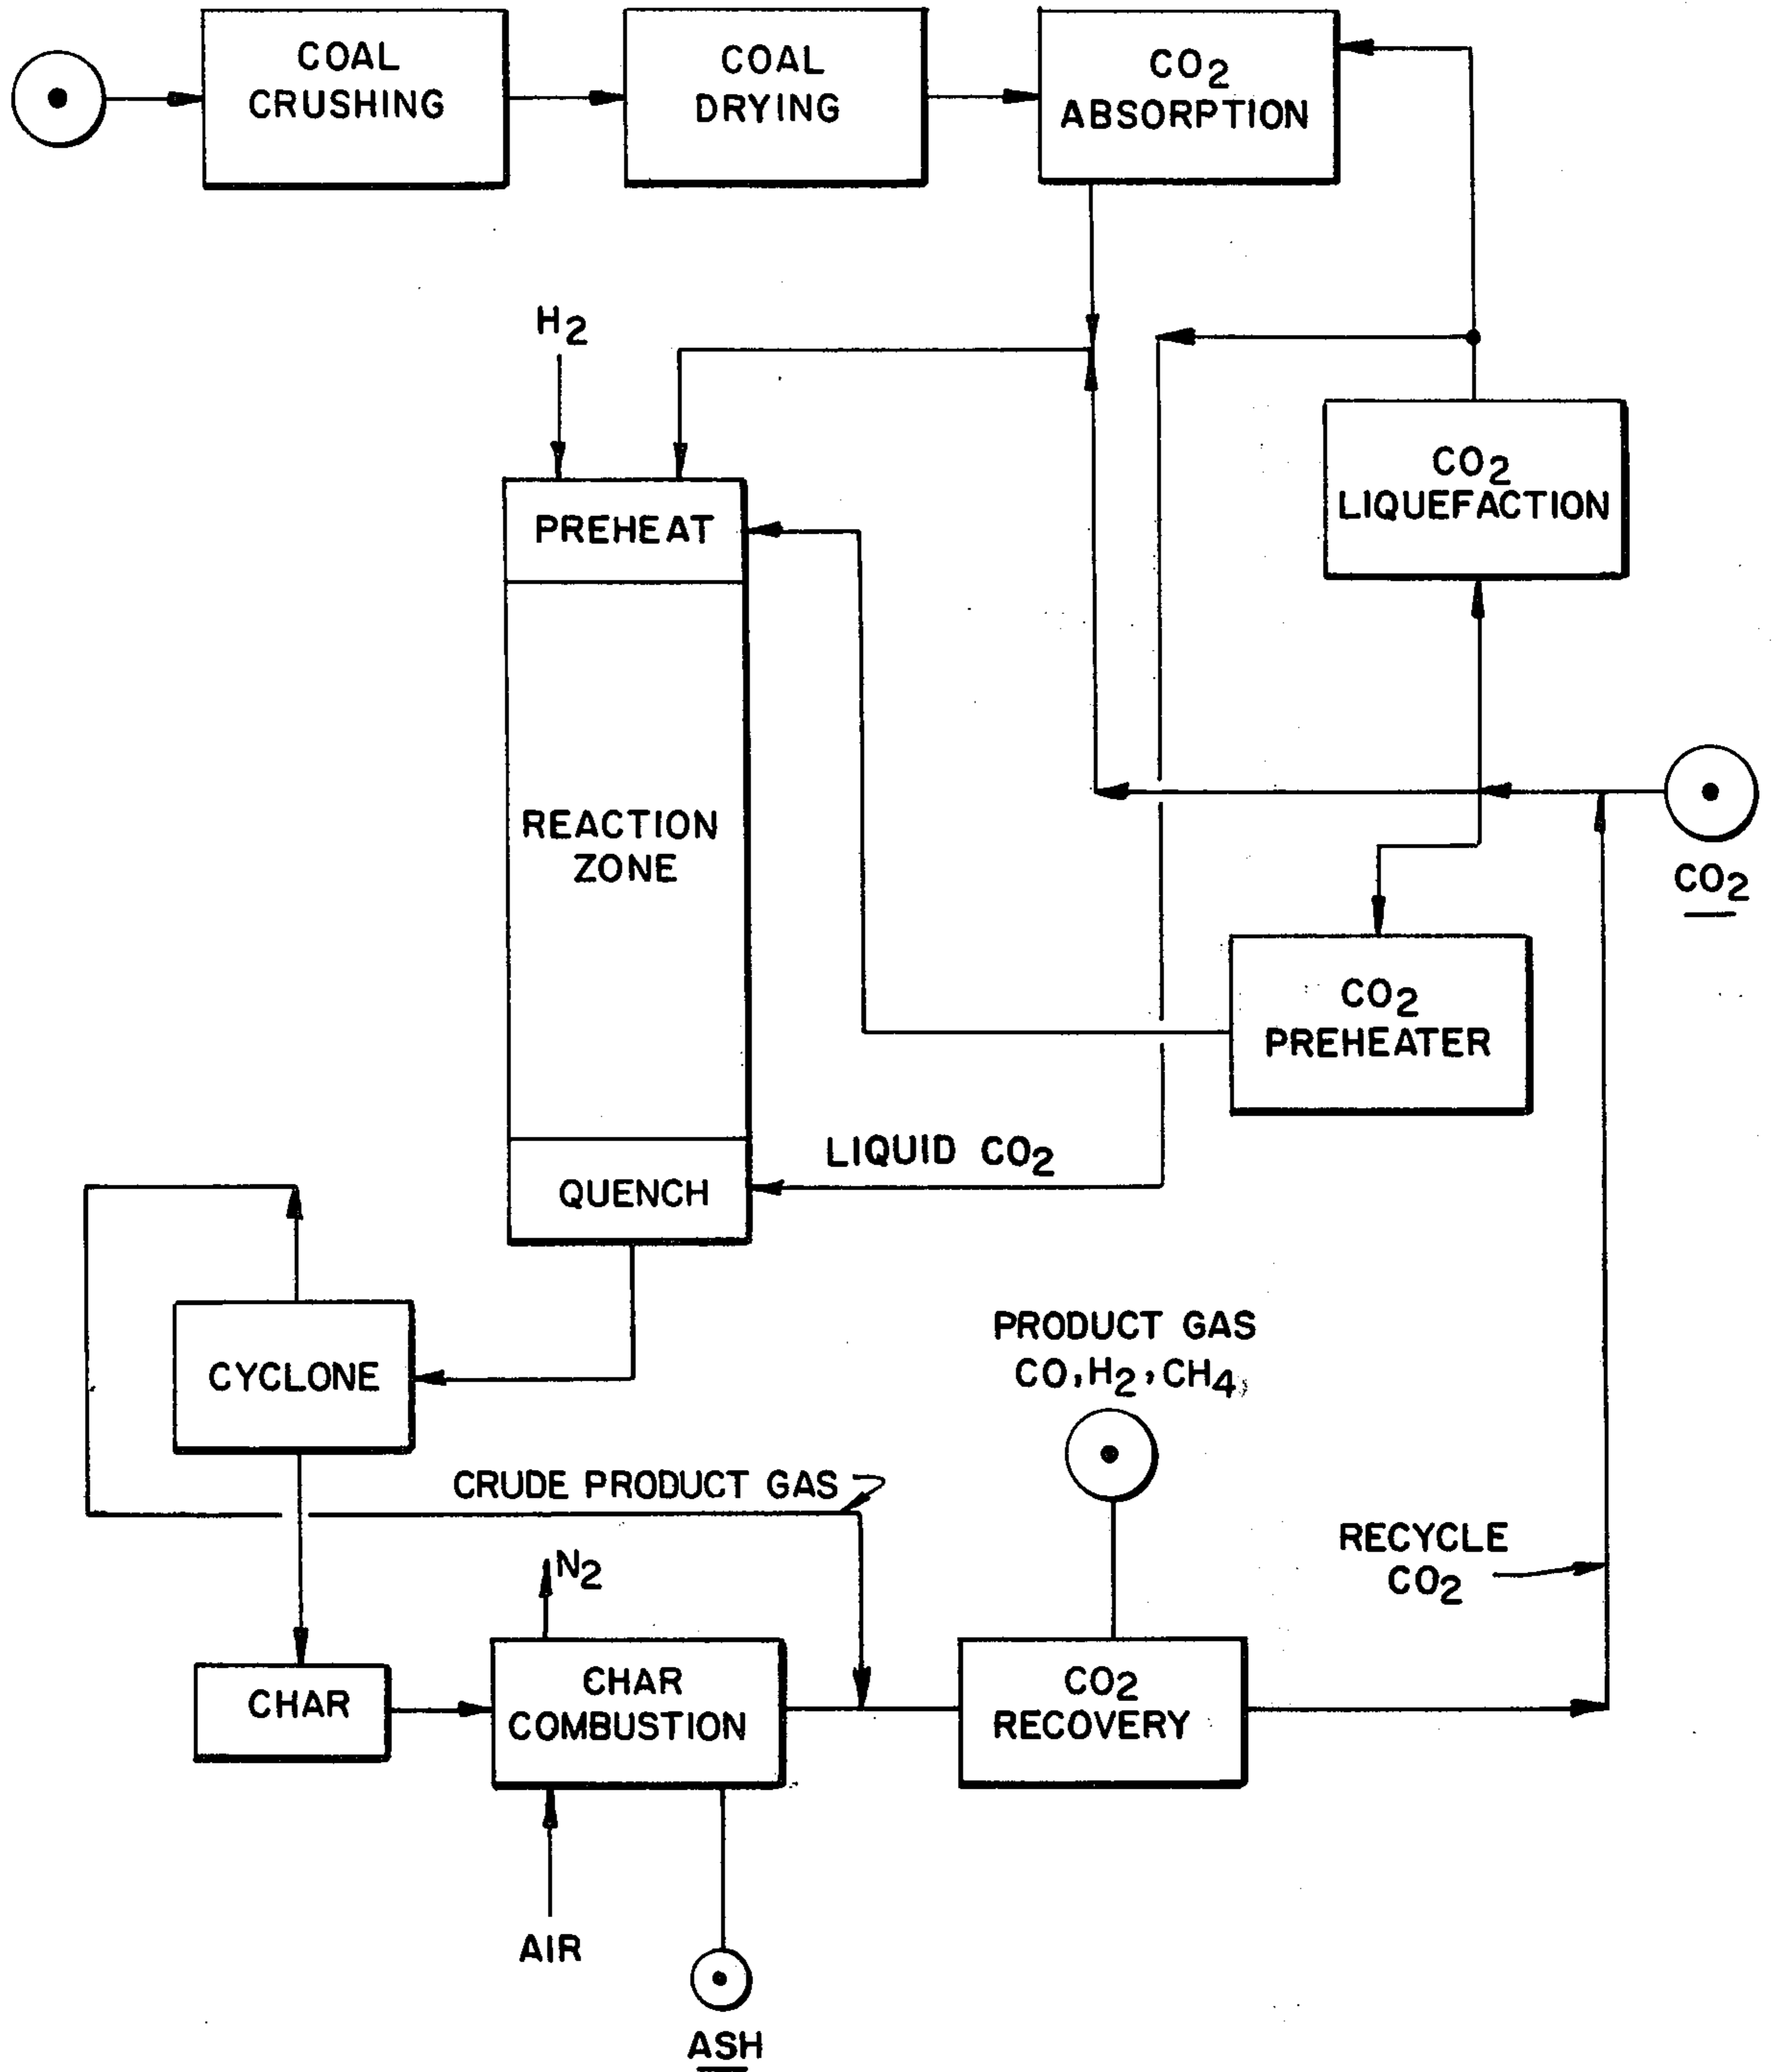 COAL
CRUSHING
COAL
DRYING
CO2
ABSORPTION
H2
CO2
LIQUEFACTION
PREHEAT
REACTION
ZONE
CO2
CO2
PREHEATER
LIQUID CO2
QUENCH
PRODUCT GAS
CO, H2, CH4,
CYCLONE
CRUDE PRODUCT GAS
RECYCLE
CO2
N2
CHAR
CHAR
COMBUSTION
CO2
RECOVERY
AIR
ASH